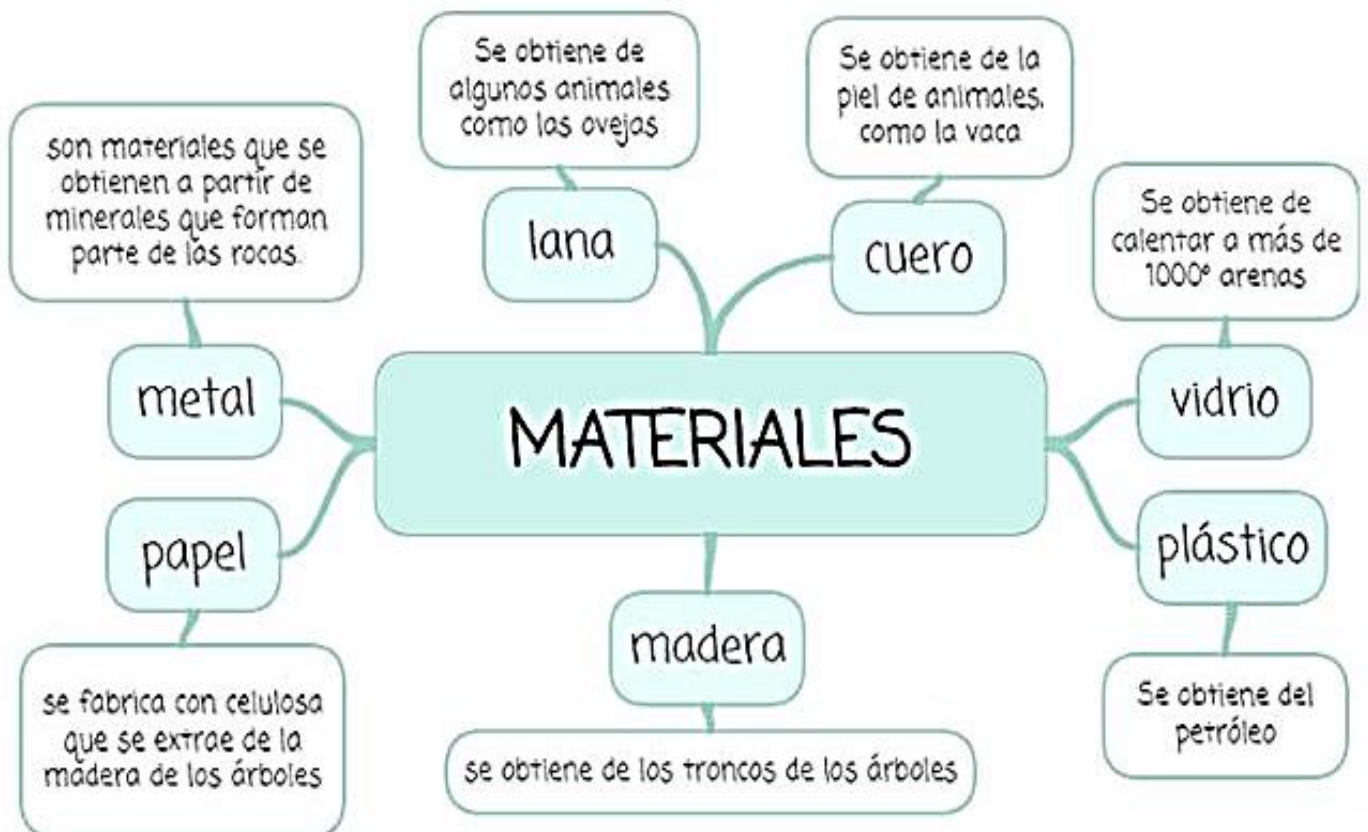 Se obtiene de
algunos animales
como las ovejas
Se obtiene de la
piel de animales.
como la vaca
son materiales que se
obtienen a partir de
minerales que forman
parte de las rocas.
Se obtiene de
calentar a más de
1000° arenas
lana
cuero
metal
vidrio
MATERIALES
papel
plástico
madera
se fabrica con celulosa
que se extrae de la
madera de los árboles
se obtiene de los troncos de los árboles
Se obtiene del
petróleo